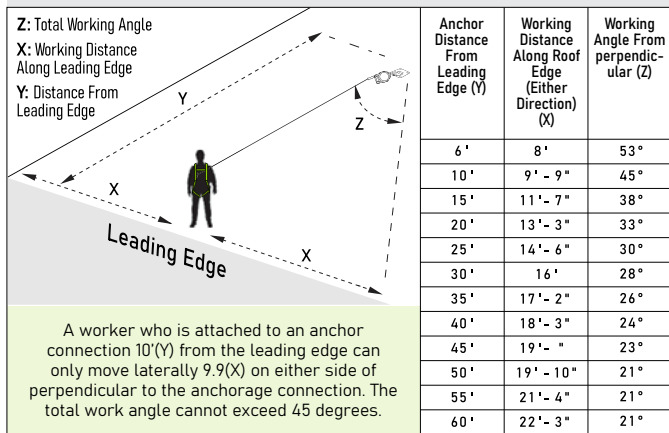 Z: Total Working Angle
X: Working Distance
Along Leading Edge
Y: Distance From
Leading Edge
Y
Z
X
X
Leading Edge
A worker who is attached to an anchor
connection 10'(Y) from the leading edge can
only move laterally 9.9(X) on either side of
perpendicular to the anchorage connection. The
total work angle cannot exceed 45 degrees.
Anchor
Distance
From
Leading
Edge (Y)
Working
Distance
Along Roof
Edge
(Either
Direction)
(X)
Working
Angle From
perpendic-
ular (Z)
6' 8' 53°
10' 9'- 9" 45°
15' 11'- 7" 38°
20' 13'- 3" 33°
25' 14'- 6" 30°
30' 16' 28°
35' 17'- 2" 26°
40' 18'- 3" 24°
45' 19'- " 23°
50' 19'- 10" 21°
55' 21'- 4" 21°
60' 22'- 3" 21°